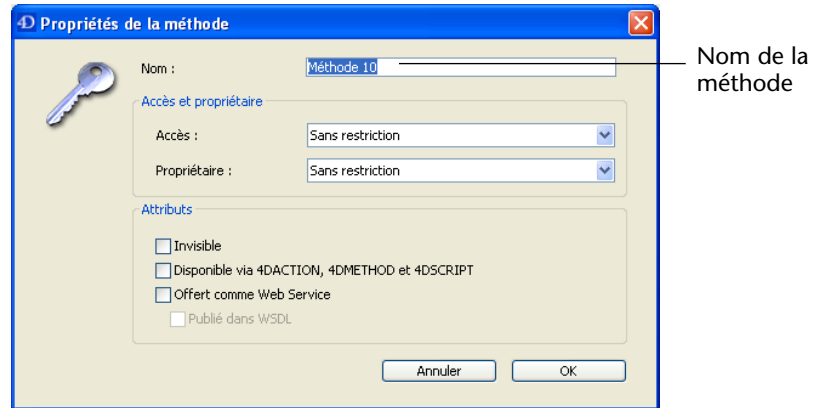 4D Propriétés de la méthode
Nom :
Méthode 10
Nom de la
méthode
Accès et propriétaire
Accès :
Sans restriction
Propriétaire :
Sans restriction
Attributs
Invisible
Disponible via 4DACTION, 4DMETHOD et 4DSCRIPT
Offert comme Web Service
Publié dans WSDL
Annuler
OK